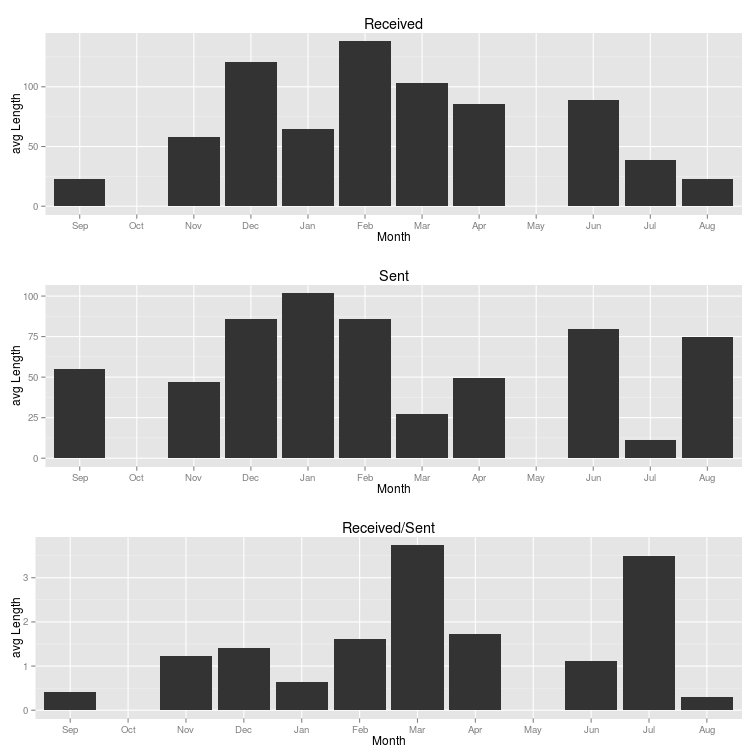 Received
avg Length
100
50
0
Sep Oct Nov Dec Jan Feb Mar Apr May Jun Jul Aug
Month
Sent
avg Length
100
75
50
25
0
Sep Oct Nov Dec Jan Feb Mar Apr May Jun Jul Aug
Month
Received/Sent
avg Length
3
2
1
0
Sep Oct Nov Dec Jan Feb Mar Apr May Jun Jul Aug
Month